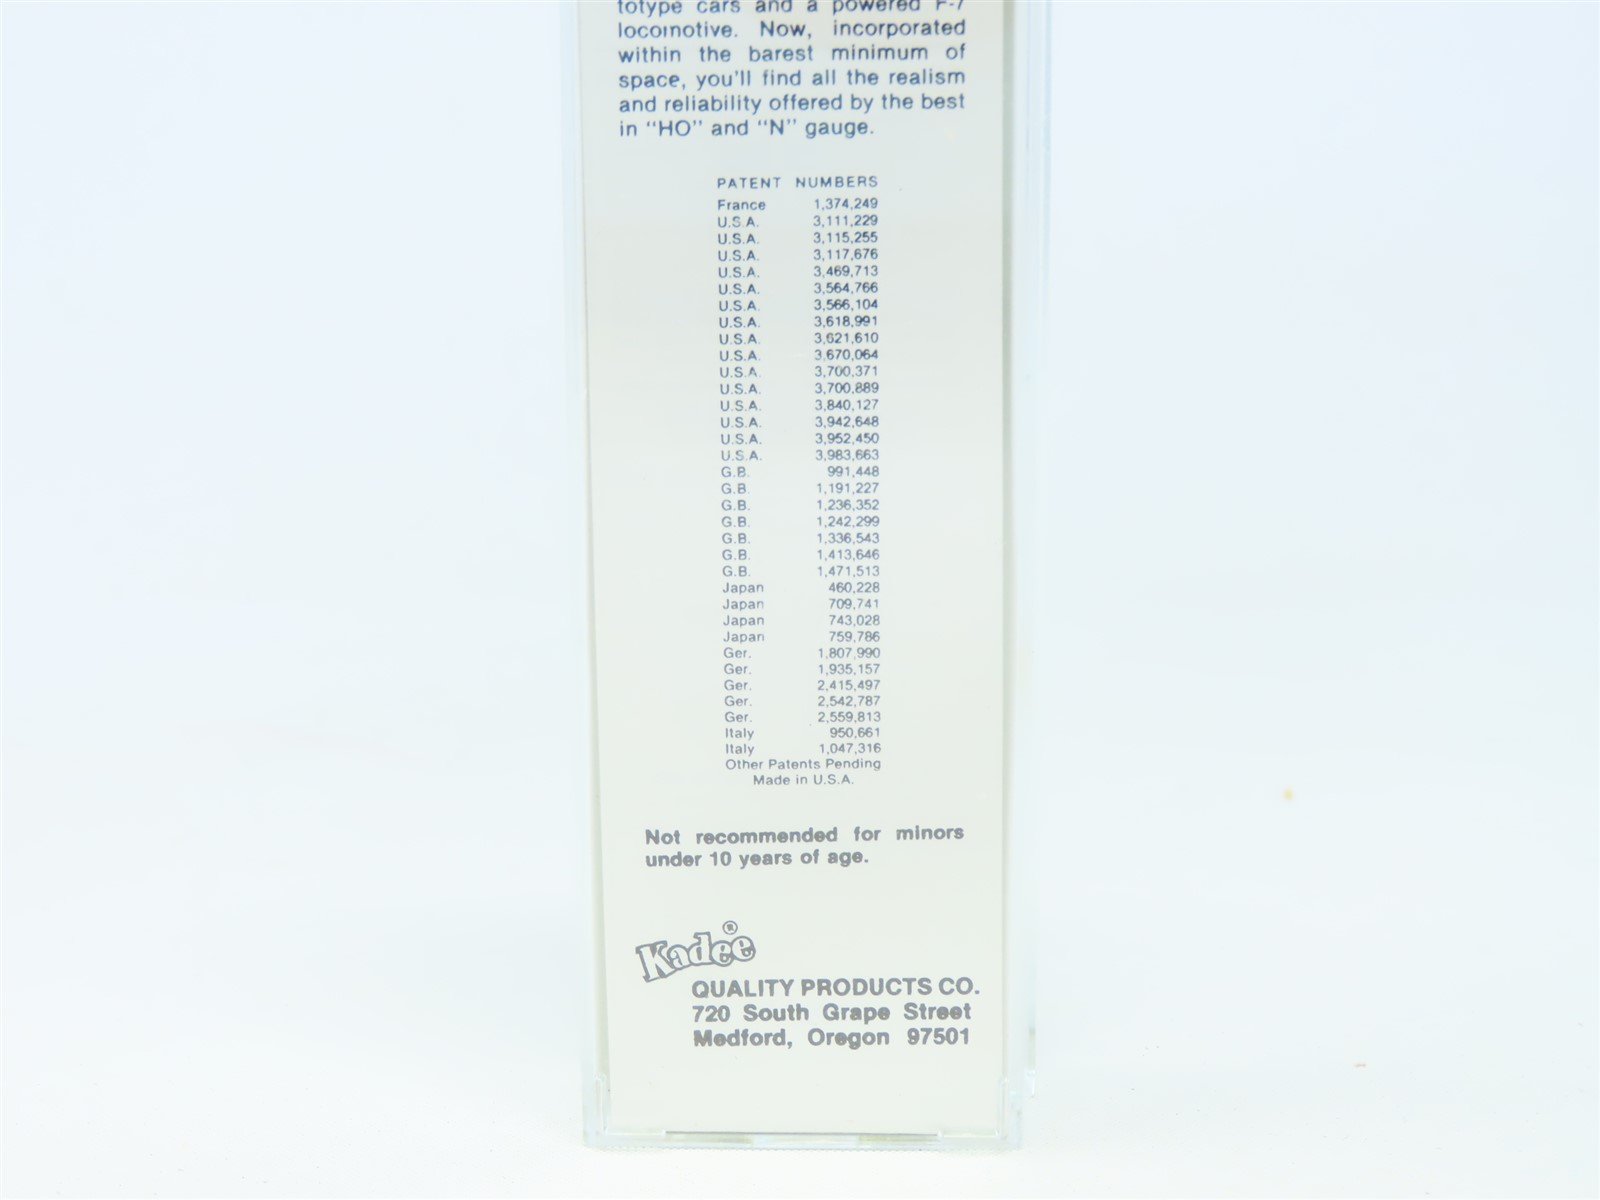 totype cars and a powered F-7
locomotive. Now, incorporated
within the barest minimum of
space, you'll find all the realism
and reliability offered by the best
in "HO" and "N" gauge.
PATENT NUMBERS
France 1,374,249
U.S.A. 3,111,229
U.S.A. 3,115,255
U.S.A. 3,117,676
U.S.A. 3,469,713
U.S.A. 3,564,766
U.S.A. 3,566,104
U.S.A. 3,618,991
U.S.A. 3,621,610
U.S.A. 3,670,064
U.S.A. 3,700,371
U.S.A. 3,700,889
U.S.A. 3,840,127
U.S.A. 3,942,648
U.S.A. 3,952,450
U.S.A. 3,983,663
G.B. 991,448
G.B. 1,191,227
G.B. 1,236,352
G.B. 1,242,299
G.B. 1,336,543
G.B. 1,413,646
G.B. 1,471,513
Japan 460,228
Japan 709,741
Japan 743,028
Japan 759,786
Ger. 1,807,990
Ger. 1,935,157
Ger. 2,415,497
Ger. 2,542,787
Ger. 2,559,813
Italy 950,661
Italy 1,047,316
Other Patents Pending
Made in U.S.A.
Not recommended for minors
under 10 years of age.
Kadee®
QUALITY PRODUCTS CO.
720 South Grape Street
Medford, Oregon 97501